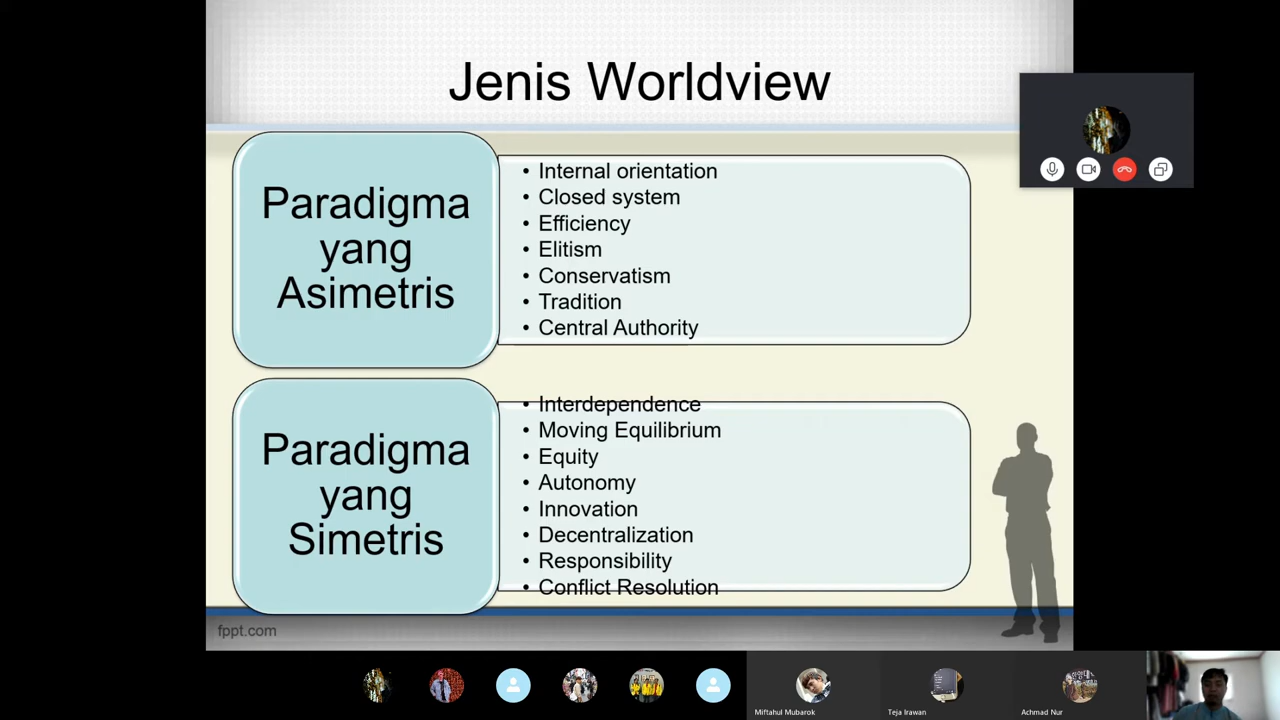 Jenis Worldview
Paradigma
yang
Asimetris
• Internal orientation
• Closed system
• Efficiency
• Elitism
• Conservatism
• Tradition
• Central Authority
Paradigma
yang
Simetris
• Interdependence
• Moving Equilibrium
• Equity
• Autonomy
• Innovation
• Decentralization
• Responsibility
• Conflict Resolution
fppt.com
Miftahul Mubarok
Teja Irawan
Achmad Nur